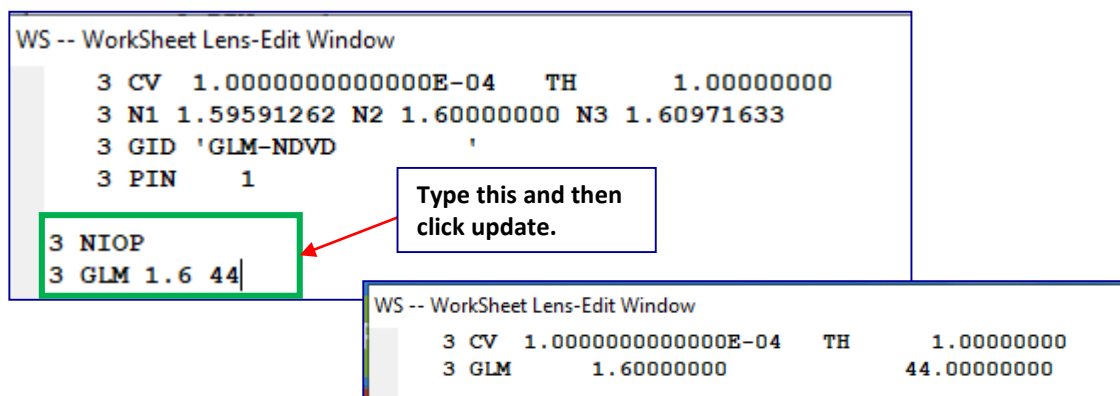 WS -- WorkSheet Lens-Edit Window
3 CV 1.0000000000000E-04 TH 1.00000000
3 N1 1.59591262 N2 1.60000000 N3 1.60971633
3 GID 'GLM-NDVD '
3 PIN 1
Type this and then
click update.
3 NIOP
3 GLM 1.6 44
WS -- WorkSheet Lens-Edit Window
3 CV 1.0000000000000E-04 TH 1.00000000
3 GLM 1.60000000 44.00000000